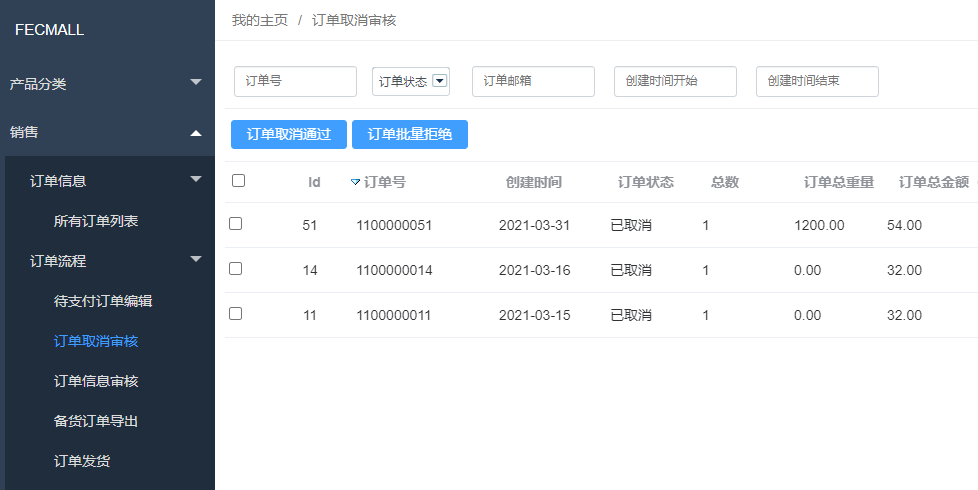 FECMALL
产品分类
销售
订单信息
所有订单列表
订单流程
待支付订单编辑
订单取消审核
订单信息审核
备货订单导出
订单发货
我的主页 / 订单取消审核
订单号 订单状态 订单邮箱 创建时间开始 创建时间结束
订单取消通过 订单批量拒绝
Id 订单号 创建时间 订单状态 总数 订单总重量 订单总金额
51 1100000051 2021-03-31 已取消 1 1200.00 54.00
14 1100000014 2021-03-16 已取消 1 0.00 32.00
11 1100000011 2021-03-15 已取消 1 0.00 32.00